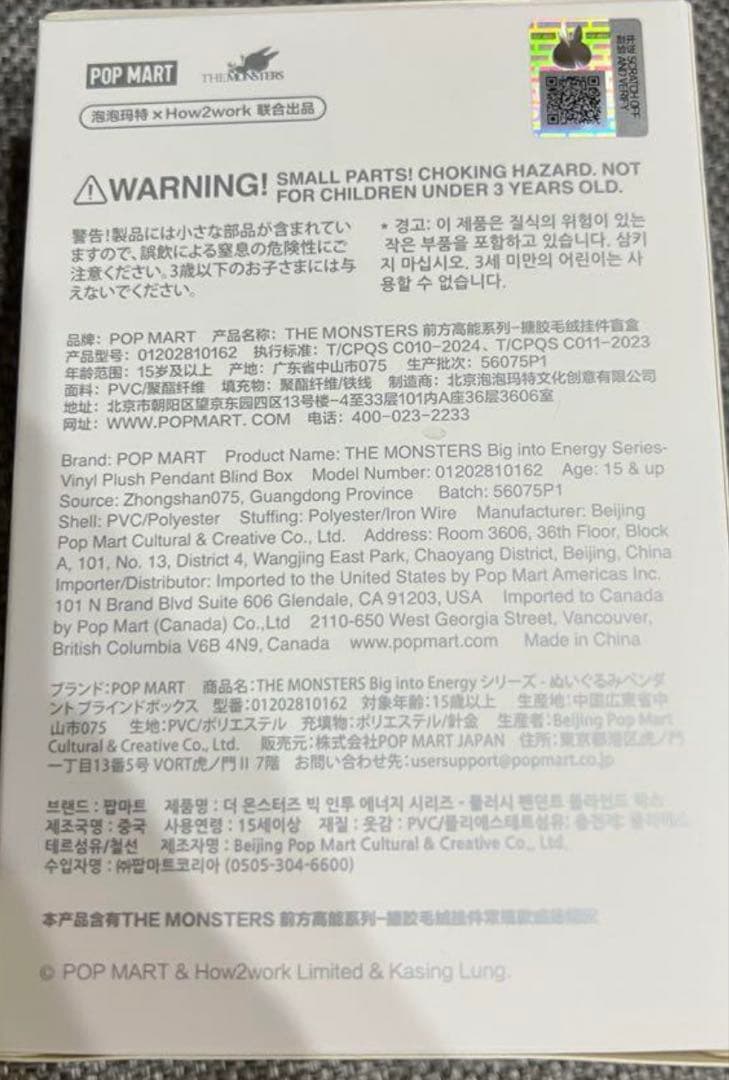 POP MART
THE MONSTERS
泡泡玛特×How2work 联合出品
SCRATCH OFF
AND VERIFY
WARNING! SMALL PARTS! CHOKING HAZARD. NOT
FOR CHILDREN UNDER 3 YEARS OLD.
警告!製品には小さな部品が含まれてい
ますので、誤飲による窒息の危険性にご
注意ください。3歳以下のお子さまには与
えないでください。
* 경고: 이 제품은 질식의 위험이 있는
작은 부품을 포함하고 있습니다. 삼키
지 마십시오. 3세 미만의 어린이는 사
용할 수 없습니다.
品牌：POP MART 产品名称：THE MONSTERS 前方高能系列-搪胶毛绒挂件盲盒
产品型号：01202810162 执行标准：T/CPQS C010-2024、T/CPQS C011-2023
年龄范围：15岁及以上 产地：广东省中山市075 生产批次：56075P1
面料：PVC/聚酯纤维 填充物：聚酯纤维/铁线 制造商：北京泡泡玛特文化创意有限公司
地址：北京市朝阳区望京东园四区13号楼-4至33层101内A座36层3606室
网址：WWW.POPMART. COM 电话：400-023-2233
Brand: POP MART Product Name: THE MONSTERS Big into Energy Series-
Vinyl Plush Pendant Blind Box Model Number: 01202810162 Age: 15 & up
Source: Zhongshan075, Guangdong Province Batch: 56075P1
Shell: PVC/Polyester Stuffing: Polyester/Iron Wire Manufacturer: Beijing
Pop Mart Cultural & Creative Co., Ltd. Address: Room 3606, 36th Floor, Block
A, 101, No. 13, District 4, Wangjing East Park, Chaoyang District, Beijing, China
Importer/Distributor: Imported to the United States by Pop Mart Americas Inc.
101 N Brand Blvd Suite 606 Glendale, CA 91203, USA Imported to Canada
by Pop Mart (Canada) Co.,Ltd 2110-650 West Georgia Street, Vancouver,
British Columbia V6B 4N9, Canada www.popmart.com Made in China
ブランド：POP MART 商品名：THE MONSTERS Big into Energy シリーズ - ぬいぐるみペンダ
ント ブラインドボックス 型番：01202810162 対象年齢：15歳以上 生産地：中国広東省中
山市075 生地：PVC/ポリエステル 充填物：ポリエステル/針金 生産者：Beijing Pop Mart
Cultural & Creative Co., Ltd. 販売元：株式会社POP MART JAPAN 住所：東京都港区虎ノ門
一丁目13番5号 VORT虎ノ門Ⅱ 7階 お問い合わせ先：usersupport@popmart.co.jp
브랜드 : 팝마트 제품명 : 더 몬스터즈 빅 인투 에너지 시리즈 - 플러시 펜던트 블라인드 박스
제조국명 : 중국 사용연령 : 15세이상 재질 : 옷감 : PVC/폴리에스테르섬유; 충전재:
테르섬유/철선 제조자명 : Beijing Pop Mart Cultural & Creative Co., Ltd.
수입자명 : ㈜팝마트코리아 (0505-304-6600)
本产品含有THE MONSTERS 前方高能系列-搪胶毛绒挂件
© POP MART & How2work Limited & Kasing Lung.